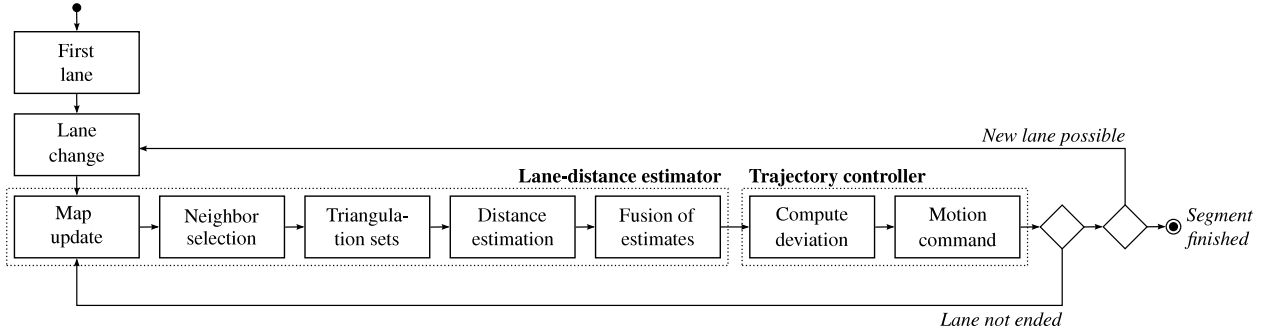 First
lane
Lane
change
New lane possible
Lane-distance estimator
Trajectory controller
Map
update
Neighbor
selection
Triangula-
tion sets
Distance
estimation
Fusion of
estimates
Compute
deviation
Motion
command
Segment
finished
Lane not ended